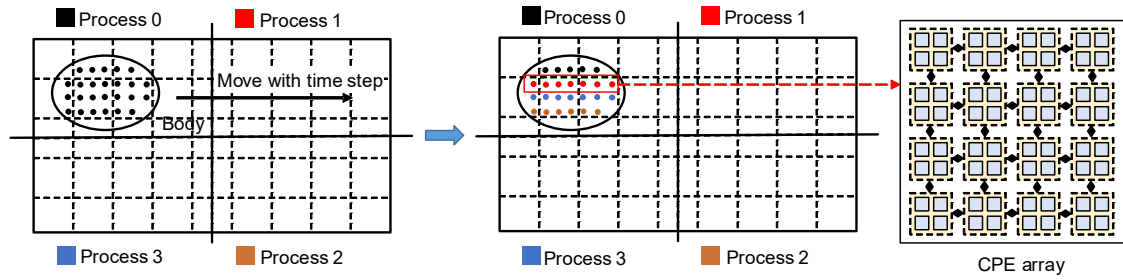 Process 0
Process 1
Move with time step
Body
Process 3
Process 2
Process 0
Process 1
Process 3
Process 2
CPE array